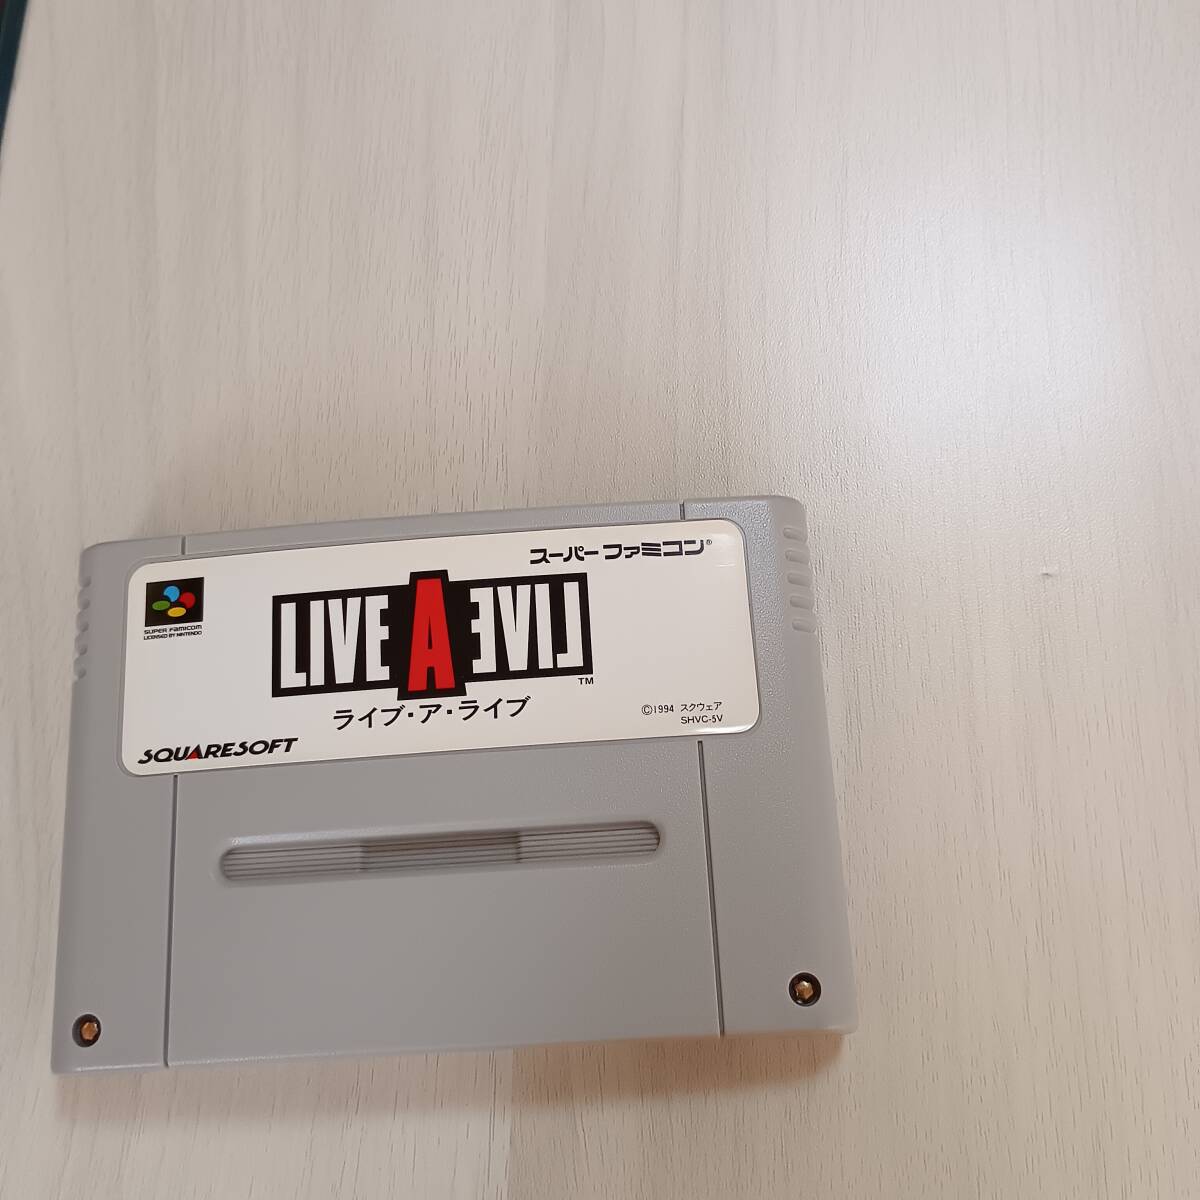 スーパーファミコン®
SUPER FAMICOM
LICENSED BY NINTENDO
LIVE A EVIL
TM
ライブ・ア・ライブ
©1994 スクウェア
SHVC-5V
SQUARESOFT